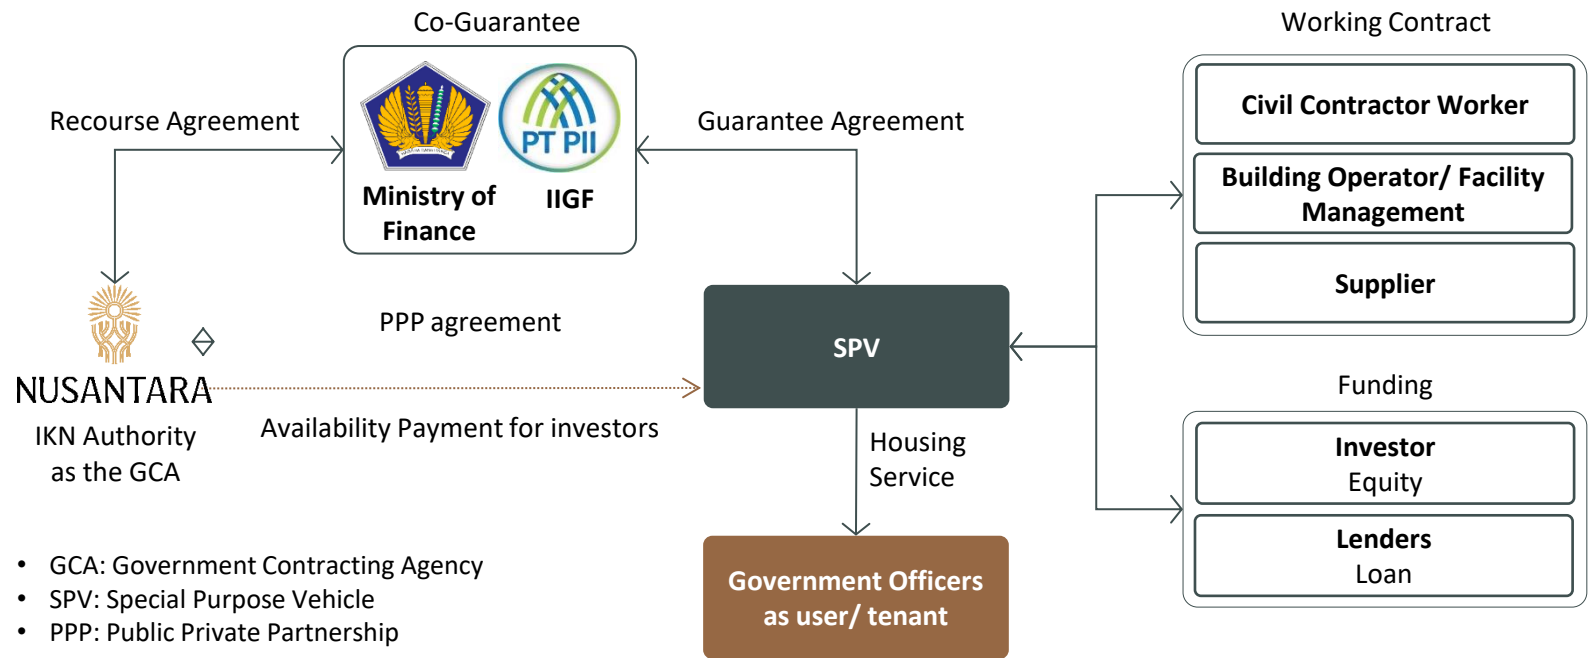 Co-Guarantee
Working Contract
Recourse Agreement
PT PII
Guarantee Agreement
Ministry of
Finance
IIGF
Civil Contractor Worker
Building Operator/ Facility
Management
Supplier
PPP agreement
SPV
NUSANTARA
IKN Authority
as the GCA
Availability Payment for investors
Housing
Service
Funding
Investor
Equity
Lenders
Loan
Government Officers
as user/ tenant
• GCA: Government Contracting Agency
• SPV: Special Purpose Vehicle
• PPP: Public Private Partnership